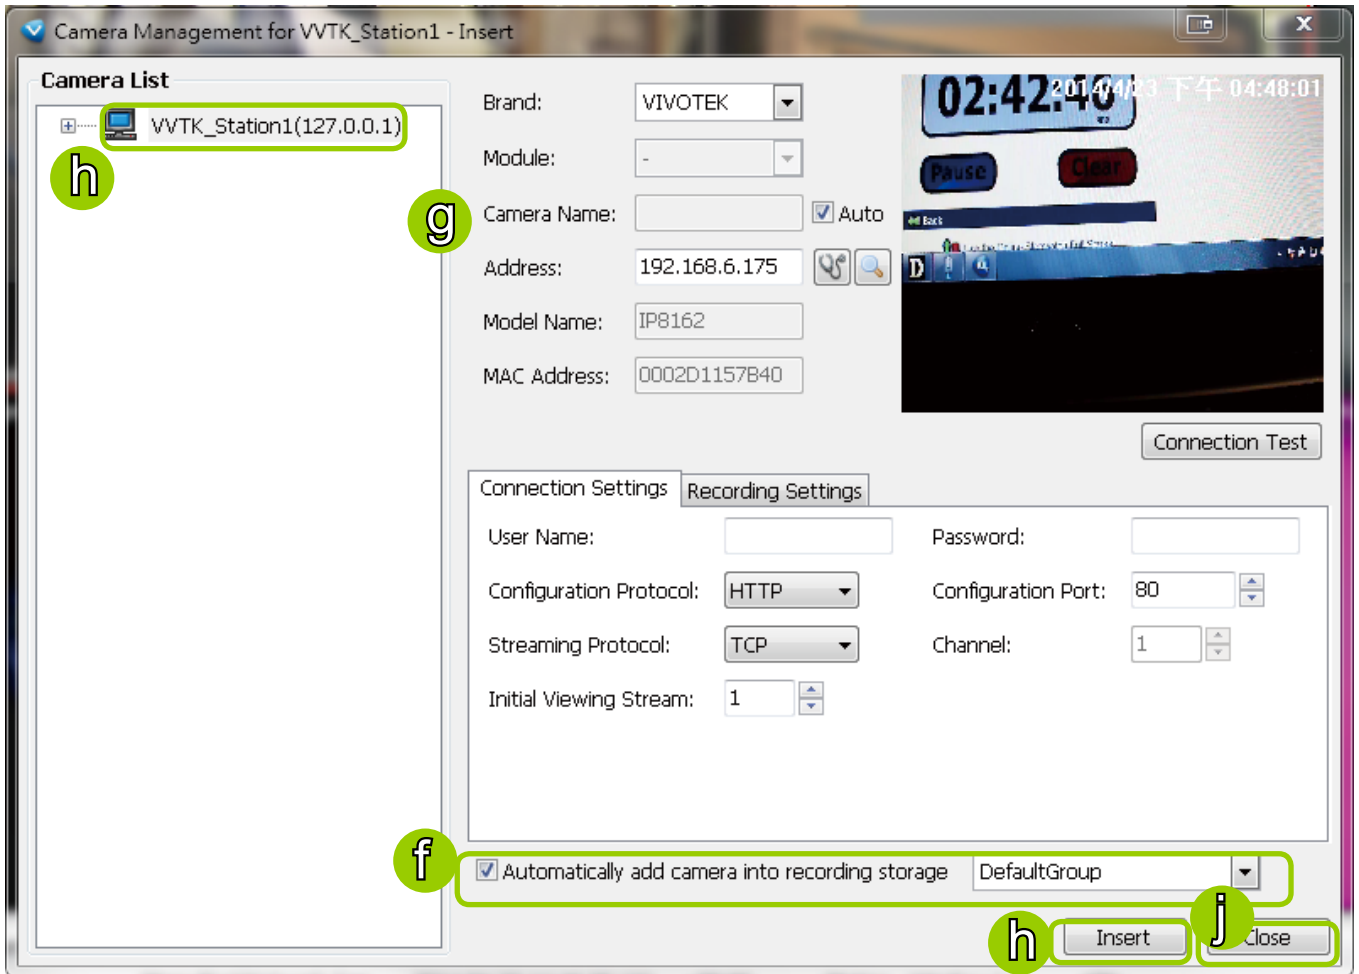 Camera Management for VVTK_Station1 - Insert
Camera List
VVTK_Station1(127.0.0.1)
h
Brand:
VIVOTEK
Module:
-
g
Camera Name:
Auto
Address:
192.168.6.175
Model Name:
IP8162
MAC Address:
0002D1157B40
02:42:46
2014/4/23 下午 04:48:01
Pause
Clear
Back
D
Connection Test
Connection Settings
Recording Settings
User Name:
Password:
Configuration Protocol:
HTTP
Configuration Port:
80
Streaming Protocol:
TCP
Channel:
1
Initial Viewing Stream:
1
f
Automatically add camera into recording storage
DefaultGroup
h
Insert
j
Close